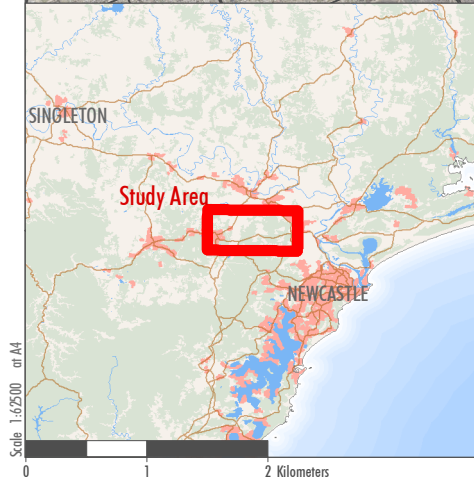 SINGLETON
Study Area
NEWCASTLE
Scale 1:62500 at A4
0 1 2 Kilometers